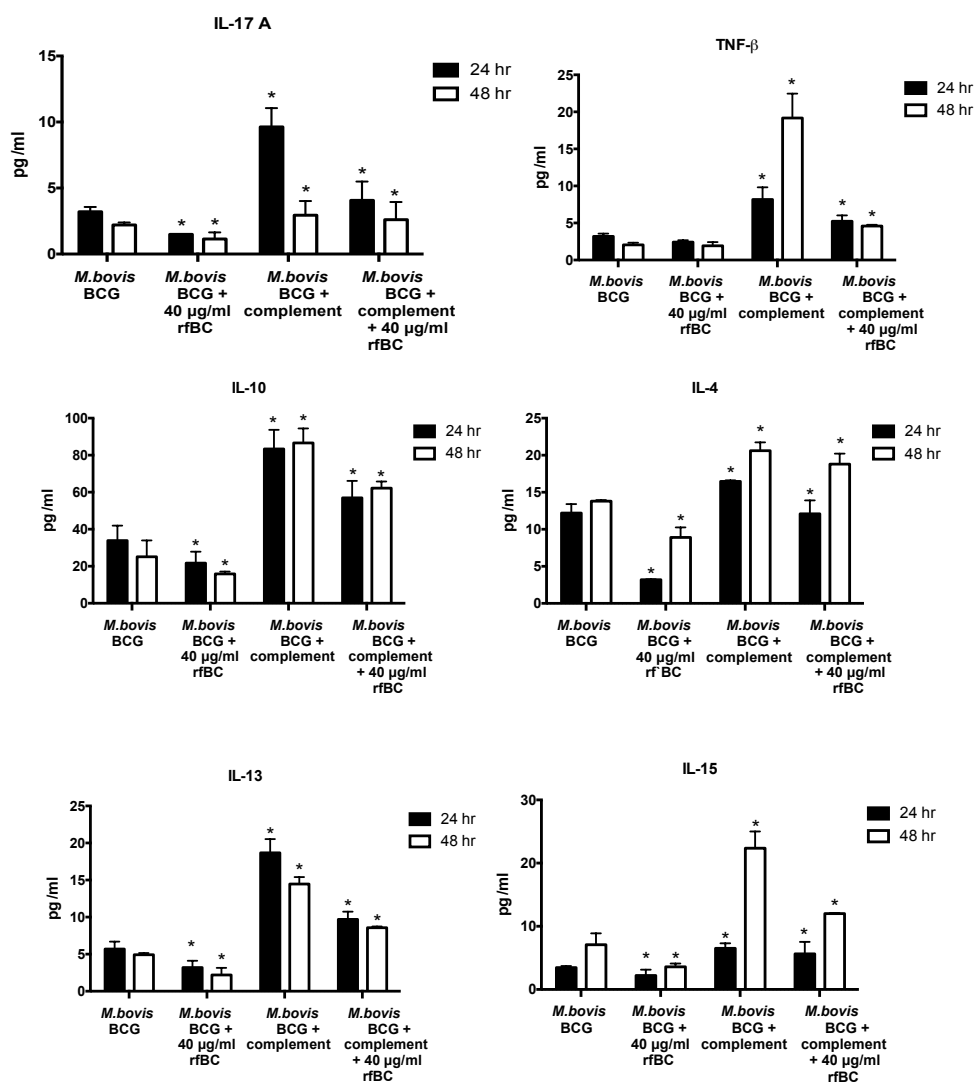 IL-17 A
15
10
5
0
pg /ml
24 hr
48 hr
* * * * * *
M.bovis BCG
M.bovis BCG + 40 µg/ml rfBC
M.bovis BCG + complement
M.bovis BCG + complement + 40 µg/ml rfBC
TNF-β
25
20
15
10
5
0
pg /ml
24 hr
48 hr
* * * *
M.bovis BCG
M.bovis BCG + 40 µg/ml rfBC
M.bovis BCG + complement
M.bovis BCG + complement + 40 µg/ml rfBC
IL-10
100
80
60
40
20
0
pg /ml
24 hr
48 hr
* * * * * *
M.bovis BCG
M.bovis BCG + 40 µg/ml rfBC
M.bovis BCG + complement
M.bovis BCG + complement + 40 µg/ml rfBC
IL-4
25
20
15
10
5
0
pg /ml
24 hr
48 hr
* * * * * *
M.bovis BCG
M.bovis BCG + 40 µg/ml rf`BC
M.bovis BCG + complement
M.bovis BCG + complement + 40 µg/ml rfBC
IL-13
25
20
15
10
5
0
pg /ml
24 hr
48 hr
* * * * * *
M.bovis BCG
M.bovis BCG + 40 µg/ml rfBC
M.bovis BCG + complement
M.bovis BCG + complement + 40 µg/ml rfBC
IL-15
30
20
10
0
pg /ml
24 hr
48 hr
* * * * * *
M.bovis BCG
M.bovis BCG + 40 µg/ml rfBC
M.bovis BCG + complement
M.bovis BCG + complement + 40 µg/ml rfBC